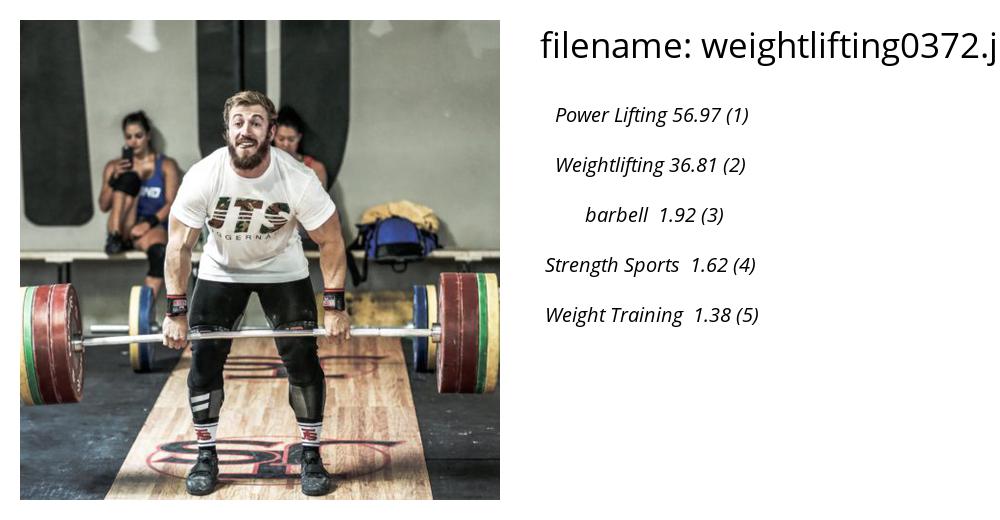 filename: weightlifting0372.j
Power Lifting 56.97 (1)
Weightlifting 36.81 (2)
barbell 1.92 (3)
Strength Sports 1.62 (4)
Weight Training 1.38 (5)
JTS